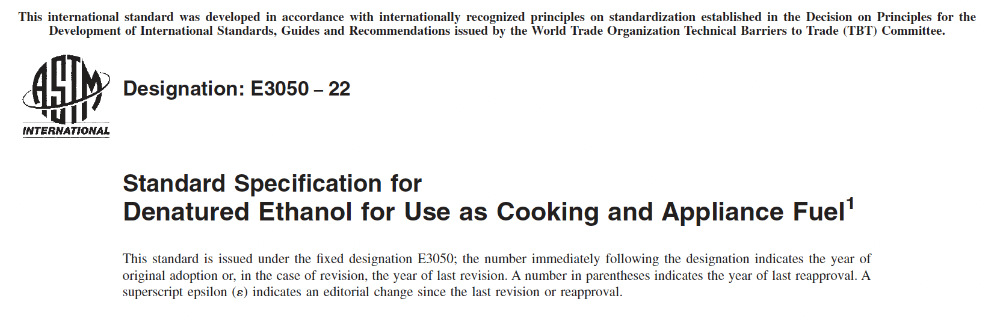 This international standard was developed in accordance with internationally recognized principles on standardization established in the Decision on Principles for the
Development of International Standards, Guides and Recommendations issued by the World Trade Organization Technical Barriers to Trade (TBT) Committee.
ASTM
INTERNATIONAL
Designation: E3050 – 22
Standard Specification for
Denatured Ethanol for Use as Cooking and Appliance Fuel¹
This standard is issued under the fixed designation E3050; the number immediately following the designation indicates the year of
original adoption or, in the case of revision, the year of last revision. A number in parentheses indicates the year of last reapproval. A
superscript epsilon (ε) indicates an editorial change since the last revision or reapproval.